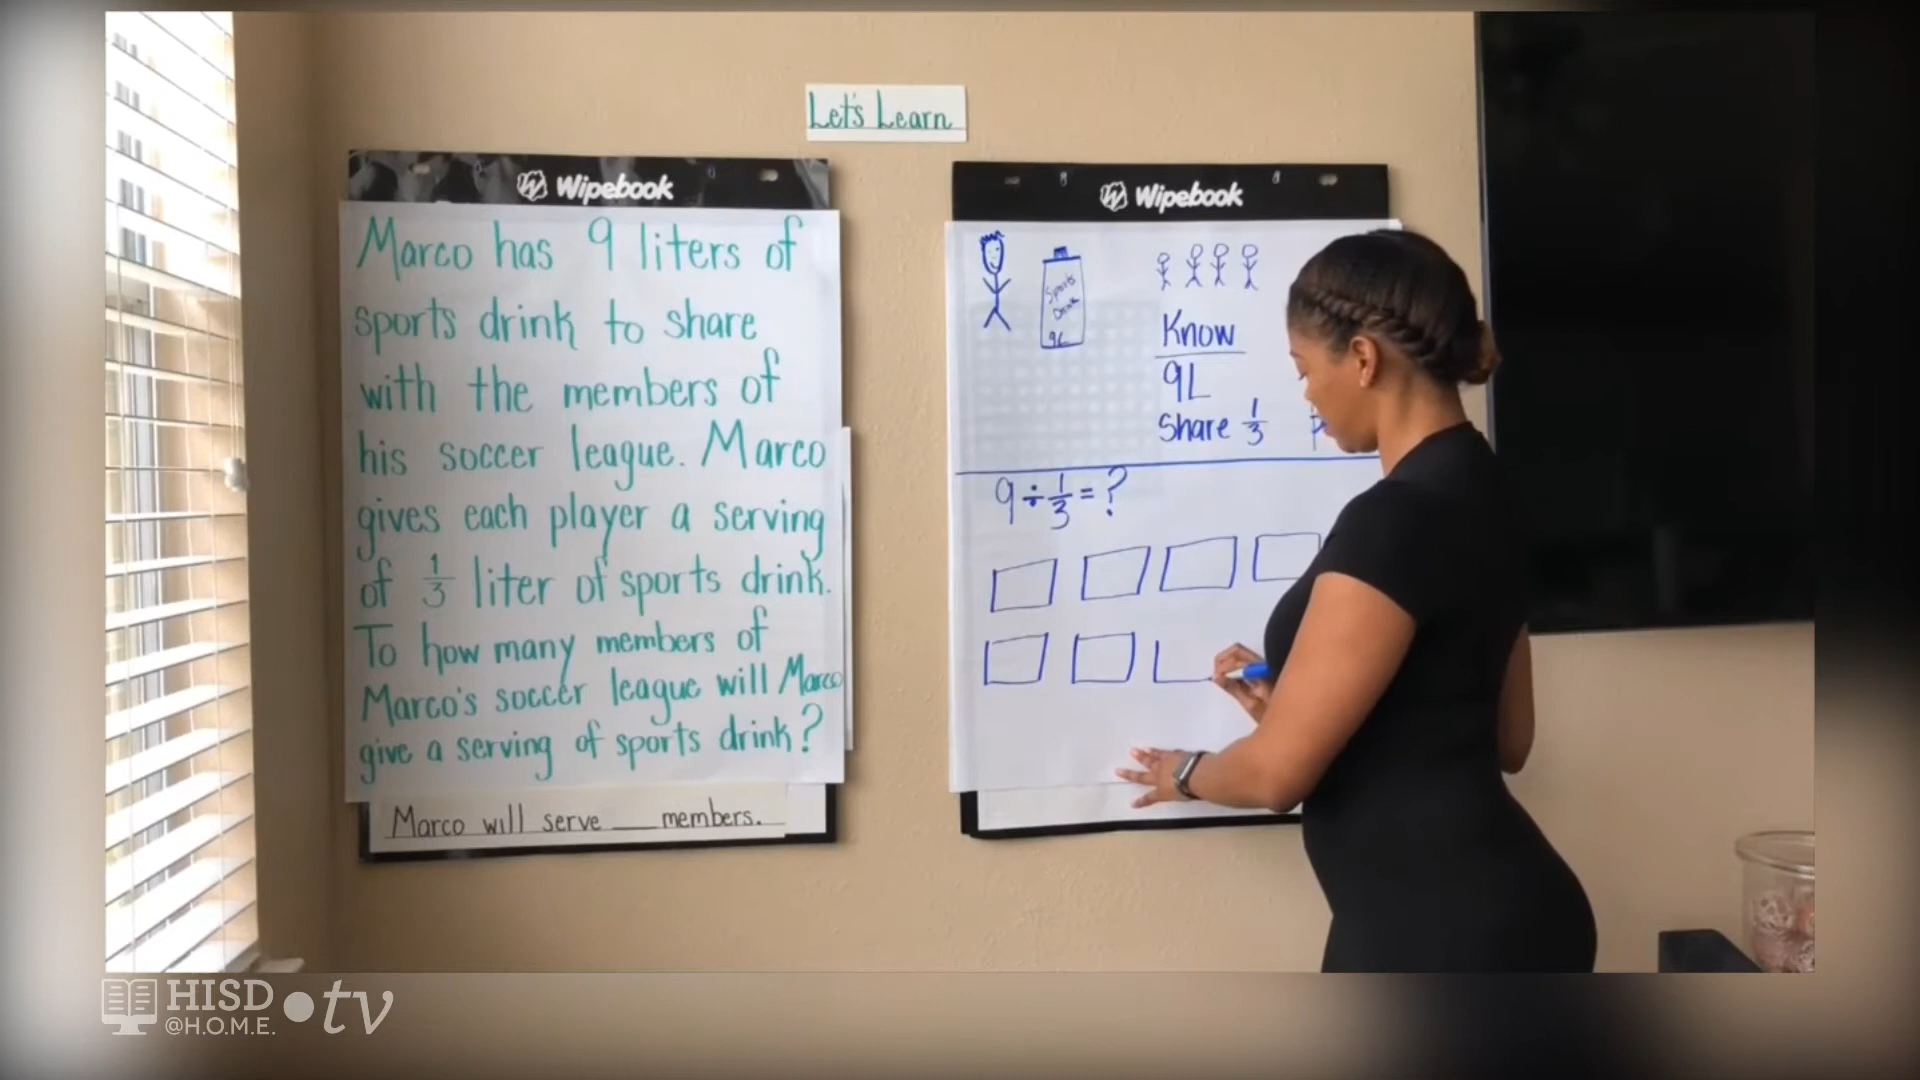 Let's Learn
Wipebook
Marco has 9 liters of
sports drink to share
with the members of
his soccer league. Marco
gives each player a serving
of 1/3 liter of sports drink.
To how many members of
Marco's soccer league will Marco
give a serving of sports drink?
Marco will serve ___ members.
Wipebook
Sports
Drink
9L
Know
9L
Share 1/3
9 ÷ 1/3 = ?
HISD
@H.O.M.E.
tv